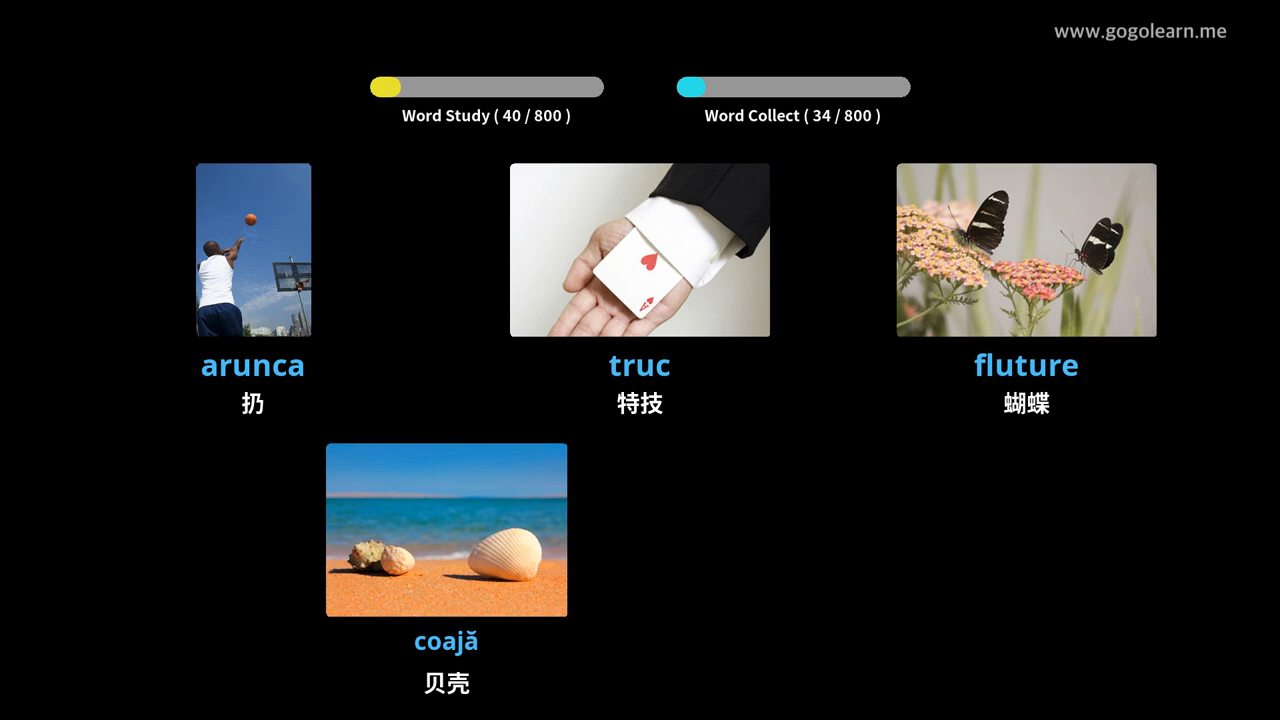 www.gogolearn.me
Word Study ( 40 / 800 )
Word Collect ( 34 / 800 )
arunca
扔
truc
特技
fluture
蝴蝶
coajă
贝壳